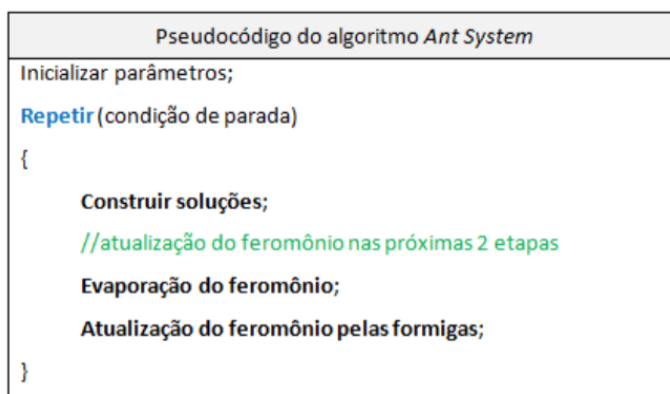 Pseudocódigo do algoritmo Ant System
Inicializar parâmetros;
Repetir (condição de parada)
{
Construir soluções;
//atualização do feromônio nas próximas 2 etapas
Evaporação do feromônio;
Atualização do feromônio pelas formigas;
}